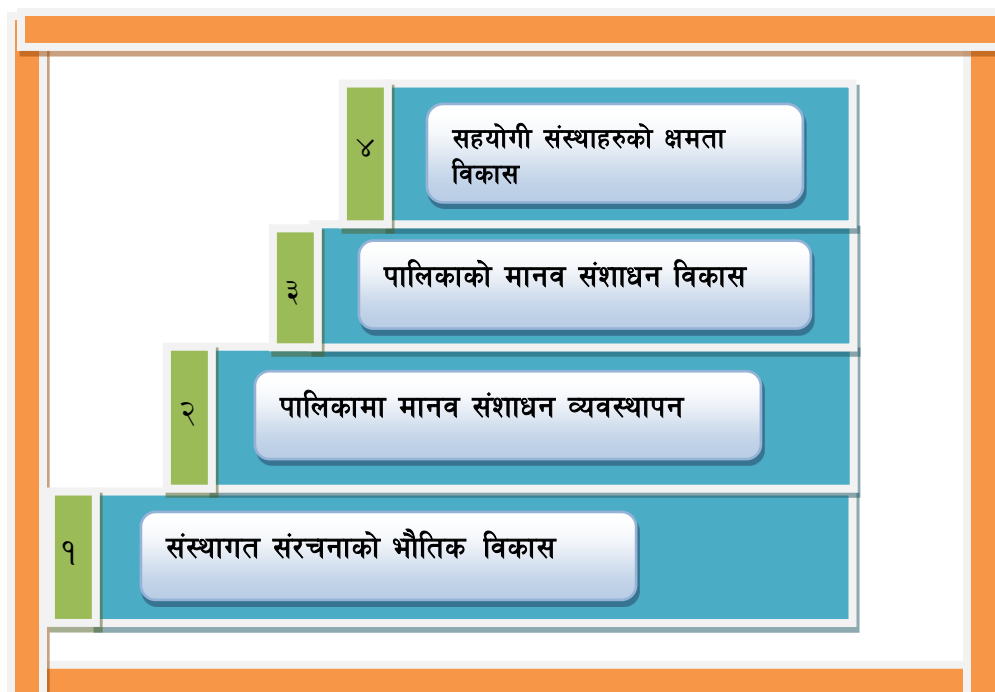 ४
सहयोगी संस्थाहरुको क्षमता
विकास
३
पालिकाको मानव संशाधन विकास
२
पालिकामा मानव संशाधन व्यवस्थापन
१
संस्थागत संरचनाको भौतिक विकास